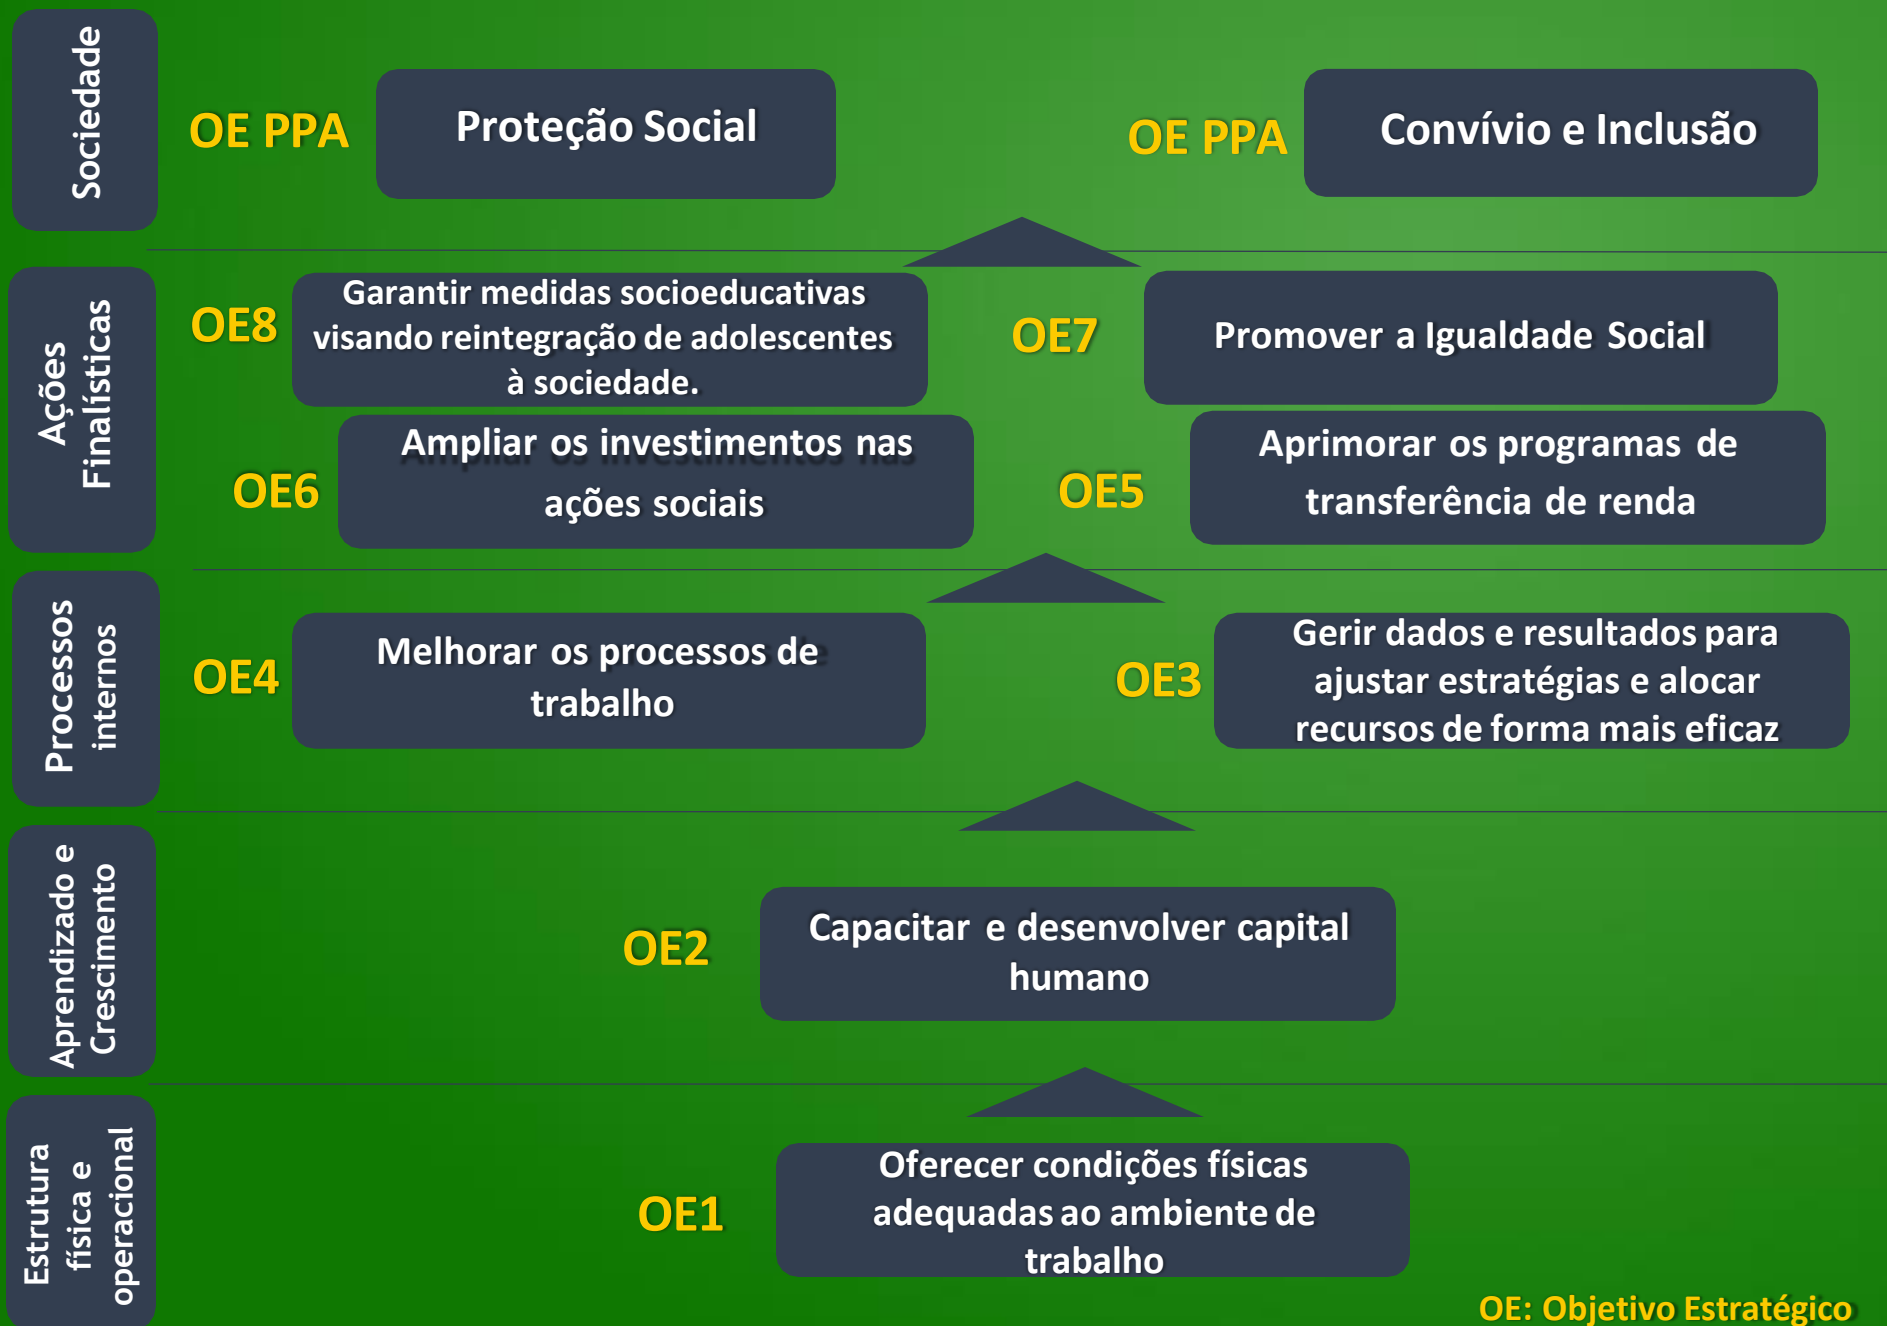 Sociedade
OE PPA
Proteção Social
OE PPA
Convívio e Inclusão
Ações
Finalísticas
OE8
Garantir medidas socioeducativas
visando reintegração de adolescentes
à sociedade.
OE7
Promover a Igualdade Social
OE6
Ampliar os investimentos nas
ações sociais
OE5
Aprimorar os programas de
transferência de renda
Processos
internos
OE4
Melhorar os processos de
trabalho
OE3
Gerir dados e resultados para
ajustar estratégias e alocar
recursos de forma mais eficaz
Aprendizado e
Crescimento
OE2
Capacitar e desenvolver capital
humano
Estrutura
física e
operacional
OE1
Oferecer condições físicas
adequadas ao ambiente de
trabalho
OE: Objetivo Estratégico